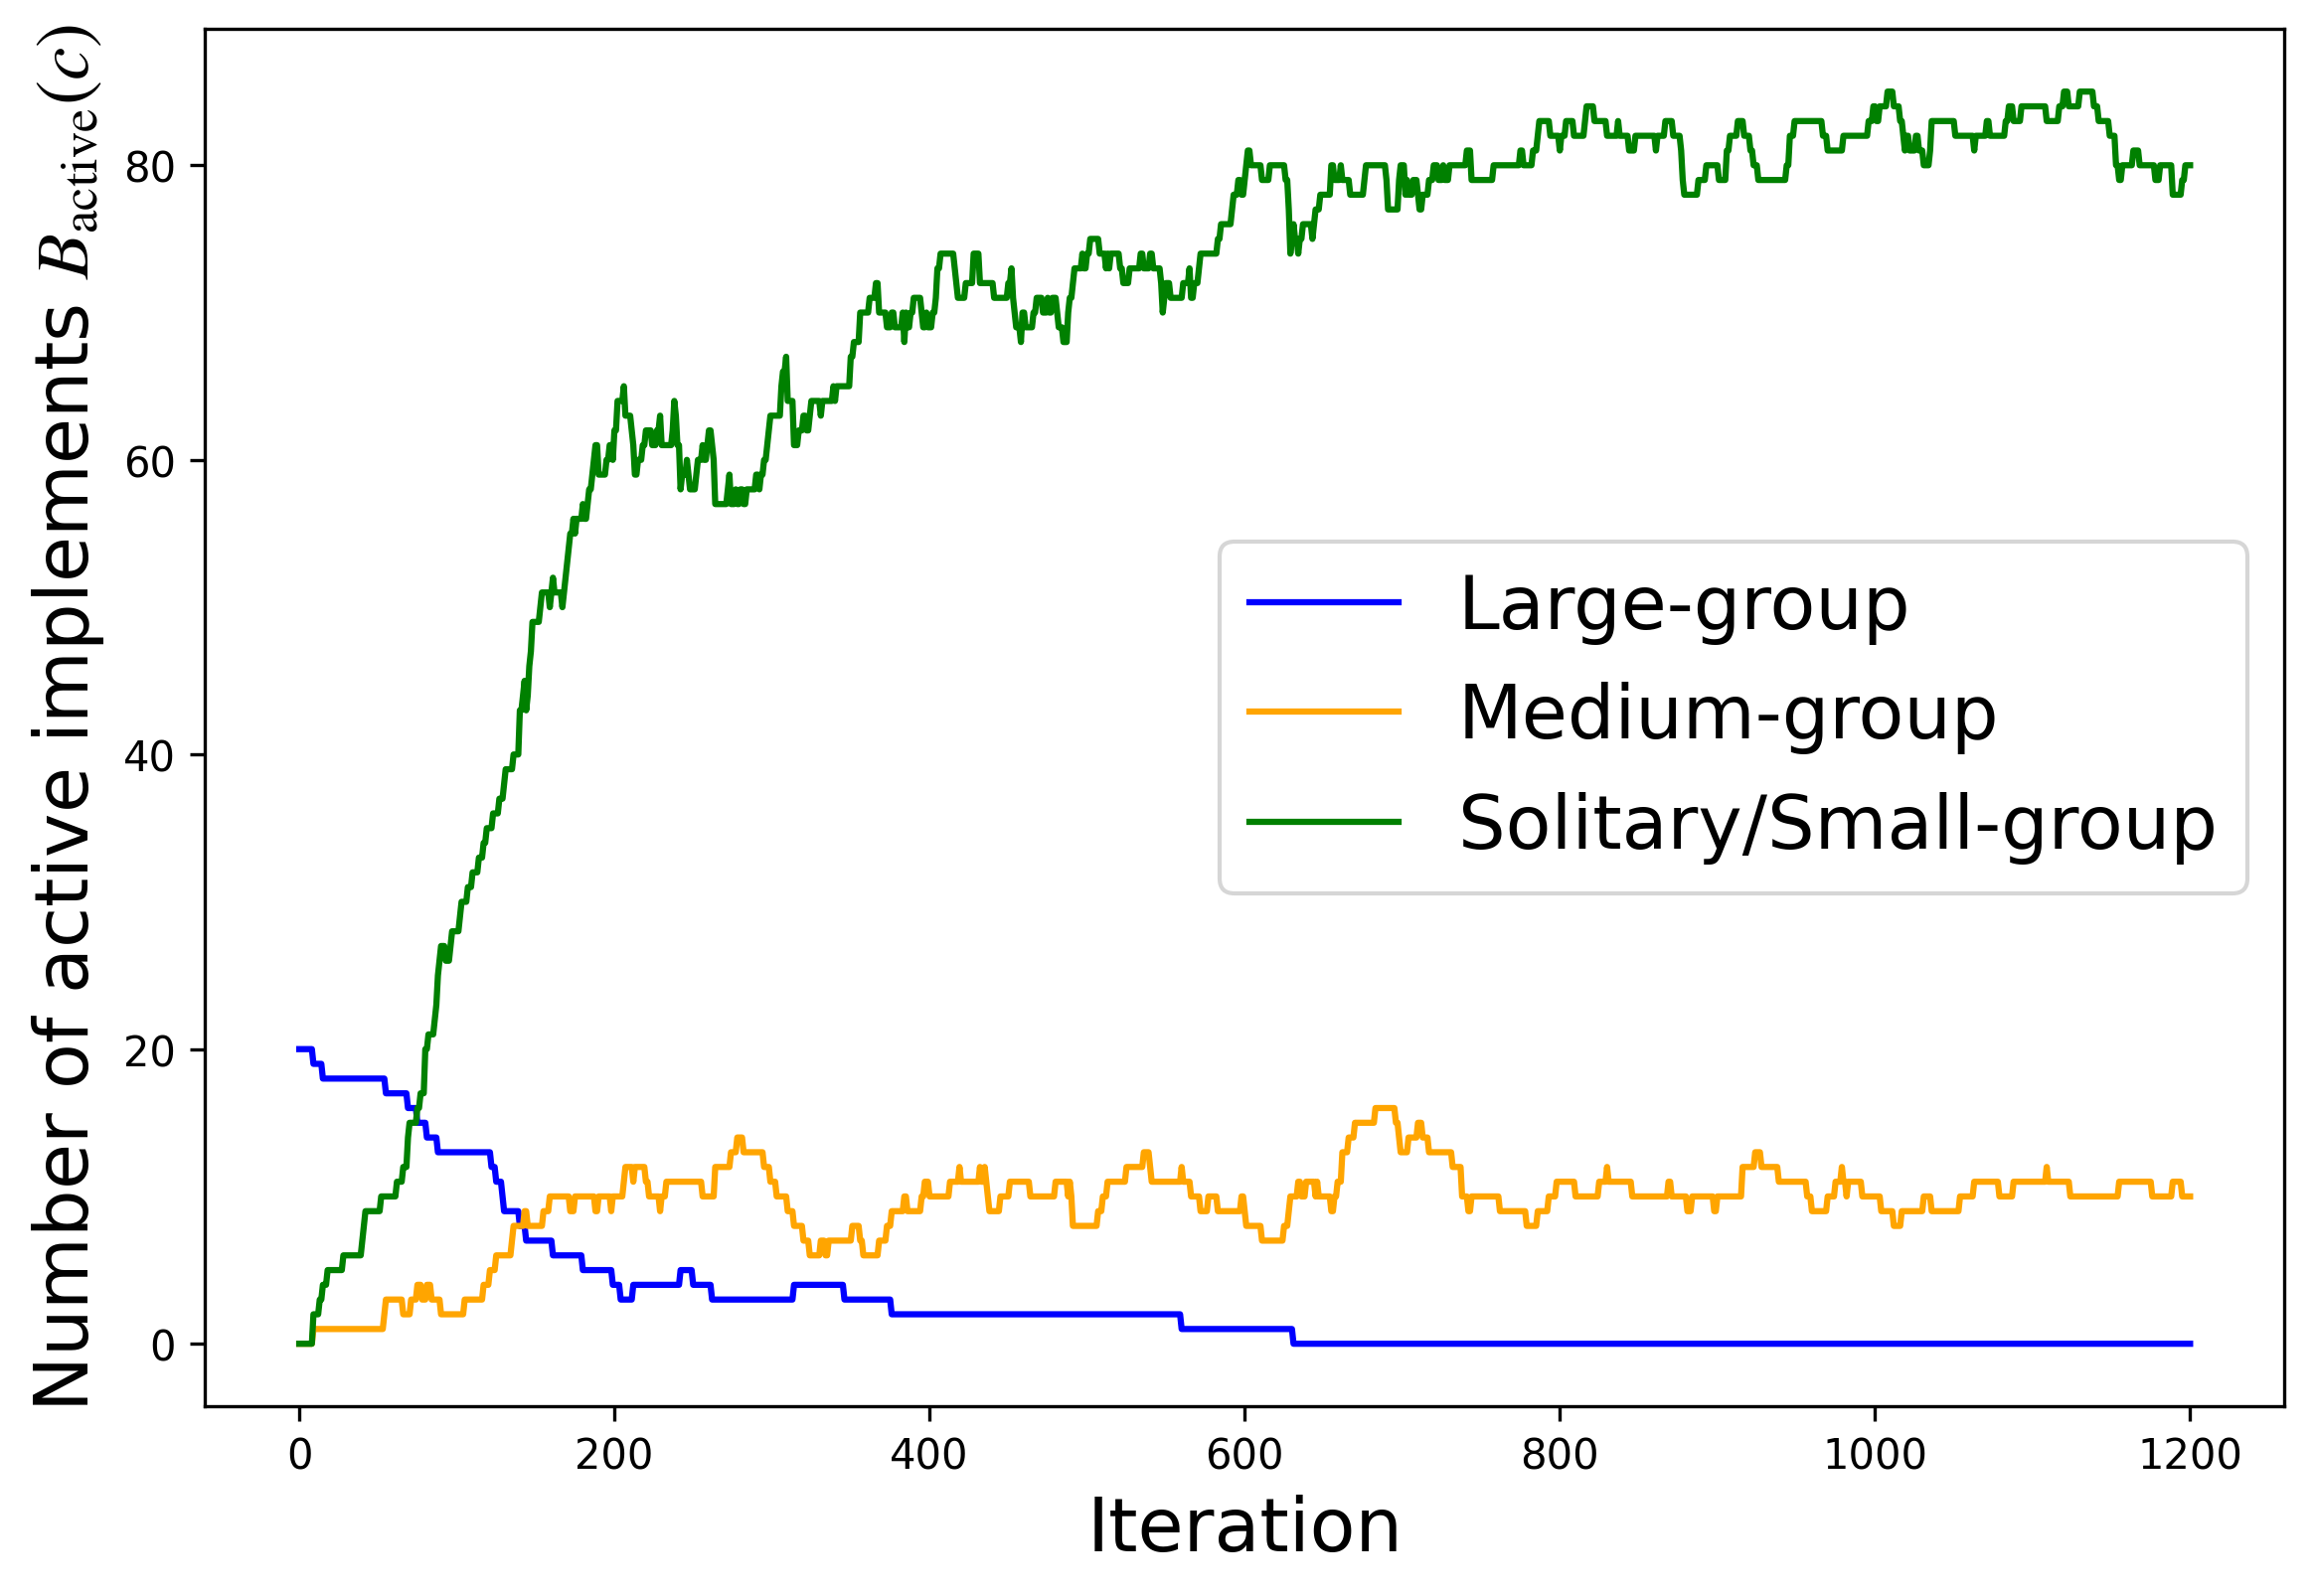 Number of active implements B_active(c)
80
60
40
20
0
Large-group
Medium-group
Solitary/Small-group
0 200 400 600 800 1000 1200
Iteration